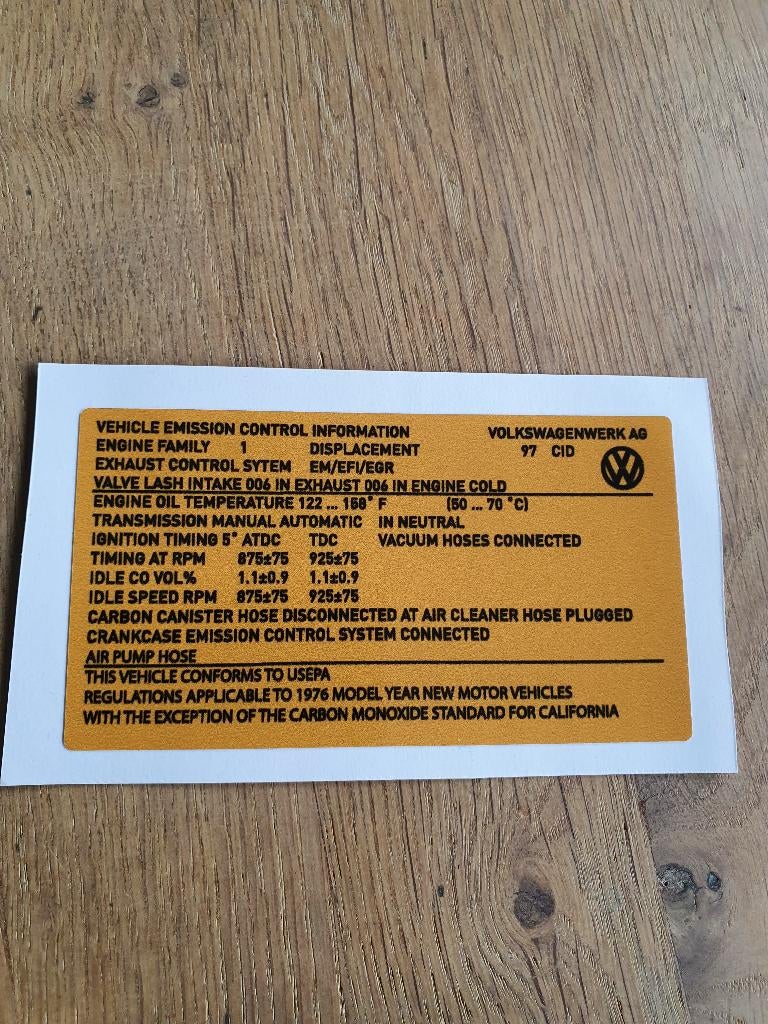 VEHICLE EMISSION CONTROL INFORMATION VOLKSWAGENWERK AG
ENGINE FAMILY 1 DISPLACEMENT 97 CID
EXHAUST CONTROL SYTEM EM/EFI/EGR
VALVE LASH INTAKE 006 IN EXHAUST 006 IN ENGINE COLD
ENGINE OIL TEMPERATURE 122 ... 158° F (50 ... 70 °C)
TRANSMISSION MANUAL AUTOMATIC IN NEUTRAL
IGNITION TIMING 5° ATDC TDC VACUUM HOSES CONNECTED
TIMING AT RPM 875±75 925±75
IDLE CO VOL% 1.1±0.9 1.1±0.9
IDLE SPEED RPM 875±75 925±75
CARBON CANISTER HOSE DISCONNECTED AT AIR CLEANER HOSE PLUGGED
CRANKCASE EMISSION CONTROL SYSTEM CONNECTED
AIR PUMP HOSE
THIS VEHICLE CONFORMS TO USEPA
REGULATIONS APPLICABLE TO 1976 MODEL YEAR NEW MOTOR VEHICLES
WITH THE EXCEPTION OF THE CARBON MONOXIDE STANDARD FOR CALIFORNIA